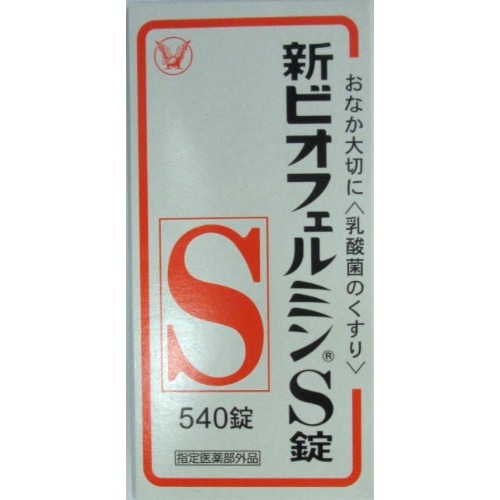 おなか大切に〈乳酸菌のくすり〉
新ビオフェルミン®S錠
S
540錠
指定医薬部外品